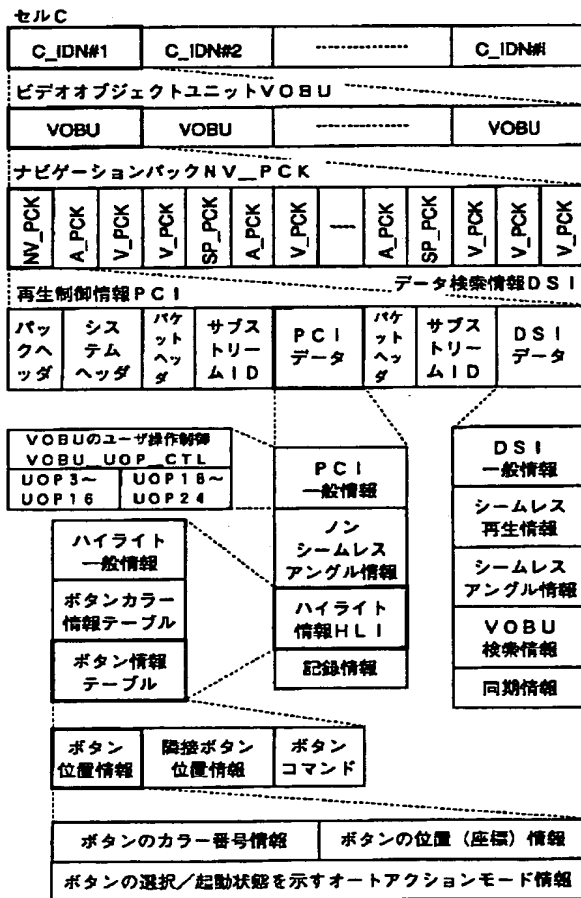 セルC
C_IDN#1 C_IDN#2 C_IDN#i
ビデオオブジェクトユニットVOBU
VOBU VOBU VOBU
ナビゲーションパックNV__PCK
NV_PCK A_PCK V_PCK V_PCK SP_PCK A_PCK V_PCK A_PCK SP_PCK V_PCK V_PCK V_PCK
再生制御情報PCI
データ検索情報DSI
パックヘッダ
システムヘッダ
パケットヘッダ
サブストリームID
PCIデータ
パケットヘッダ
サブストリームID
DSIデータ
VOBUのユーザ操作制御
VOBU__UOP__CTL
UOP3〜
UOP16
UOP18〜
UOP24
PCI
一般情報
ノン
シームレス
アングル情報
ハイライト
情報HLI
記録情報
DSI
一般情報
シームレス
再生情報
シームレス
アングル情報
VOBU
検索情報
同期情報
ハイライト
一般情報
ボタンカラー
情報テーブル
ボタン情報
テーブル
ボタン
位置情報
隣接ボタン
位置情報
ボタン
コマンド
ボタンのカラー番号情報
ボタンの位置(座標)情報
ボタンの選択/起動状態を示すオートアクションモード情報